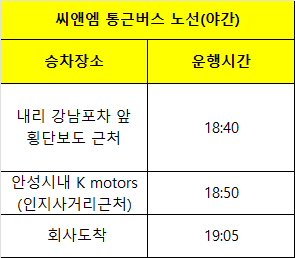 씨앤엠 통근버스 노선(야간)
승차장소 운행시간
내리 강남포차 앞
횡단보도 근처
18:40
안성시내 K motors
(인지사거리근처)
18:50
회사도착 19:05